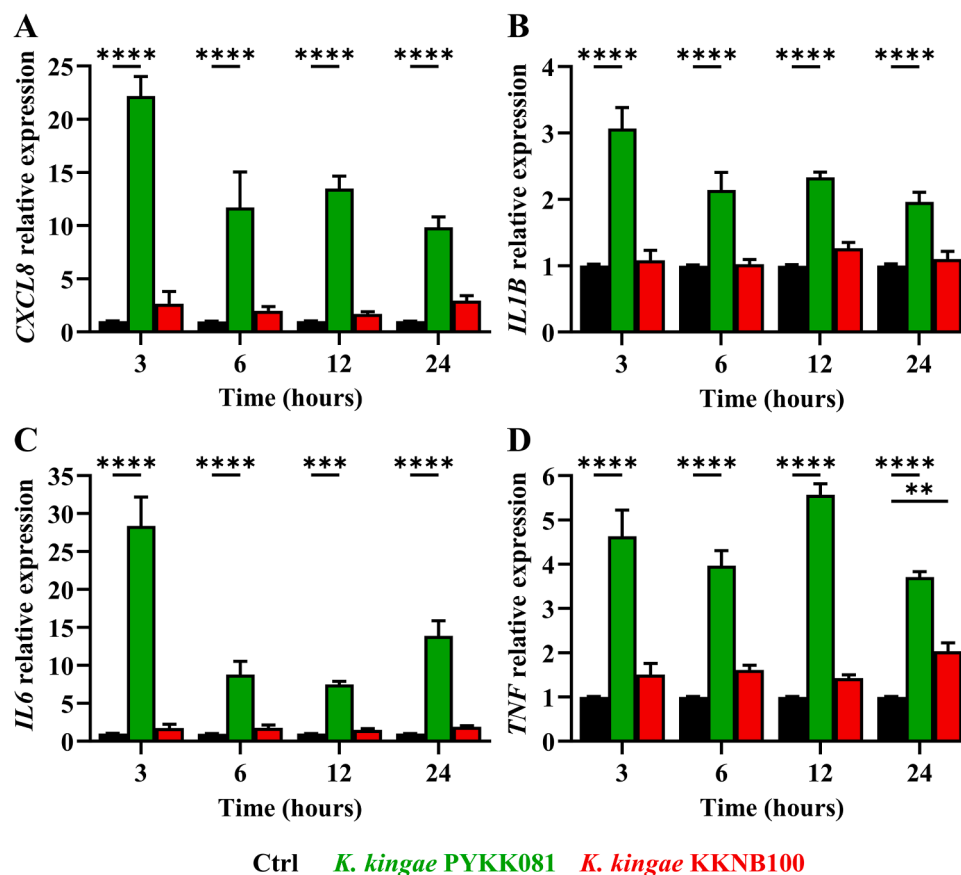 A
**** **** **** ****
CXCL8 relative expression
25
20
15
10
5
0
3 6 12 24
Time (hours)
B
**** **** **** ****
IL1B relative expression
4
3
2
1
0
3 6 12 24
Time (hours)
C
**** **** *** ****
IL6 relative expression
35
30
25
20
15
10
5
0
3 6 12 24
Time (hours)
D
**** **** **** ****
**
TNF relative expression
6
5
4
3
2
1
0
3 6 12 24
Time (hours)
Ctrl K. kingae PYKK081 K. kingae KKNB100